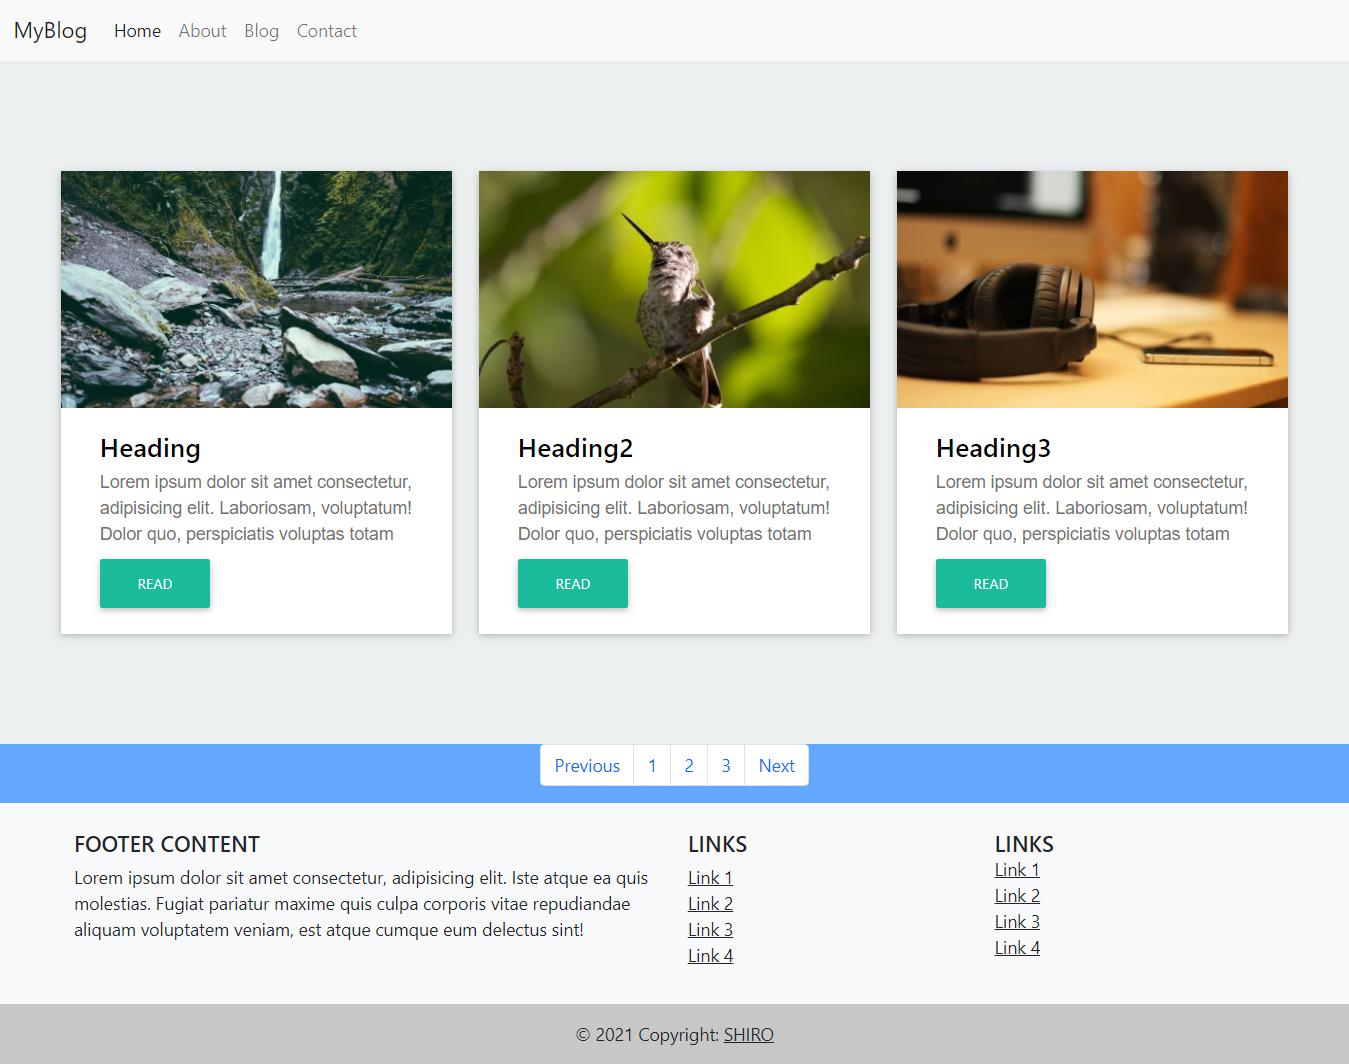 MyBlog Home About Blog Contact
Heading
Lorem ipsum dolor sit amet consectetur,
adipisicing elit. Laboriosam, voluptatum!
Dolor quo, perspiciatis voluptas totam
READ
Heading2
Lorem ipsum dolor sit amet consectetur,
adipisicing elit. Laboriosam, voluptatum!
Dolor quo, perspiciatis voluptas totam
READ
Heading3
Lorem ipsum dolor sit amet consectetur,
adipisicing elit. Laboriosam, voluptatum!
Dolor quo, perspiciatis voluptas totam
READ
Previous 1 2 3 Next
FOOTER CONTENT
Lorem ipsum dolor sit amet consectetur, adipisicing elit. Iste atque ea quis
molestias. Fugiat pariatur maxime quis culpa corporis vitae repudiandae
aliquam voluptatem veniam, est atque cumque eum delectus sint!
LINKS
Link 1
Link 2
Link 3
Link 4
LINKS
Link 1
Link 2
Link 3
Link 4
© 2021 Copyright: SHIRO